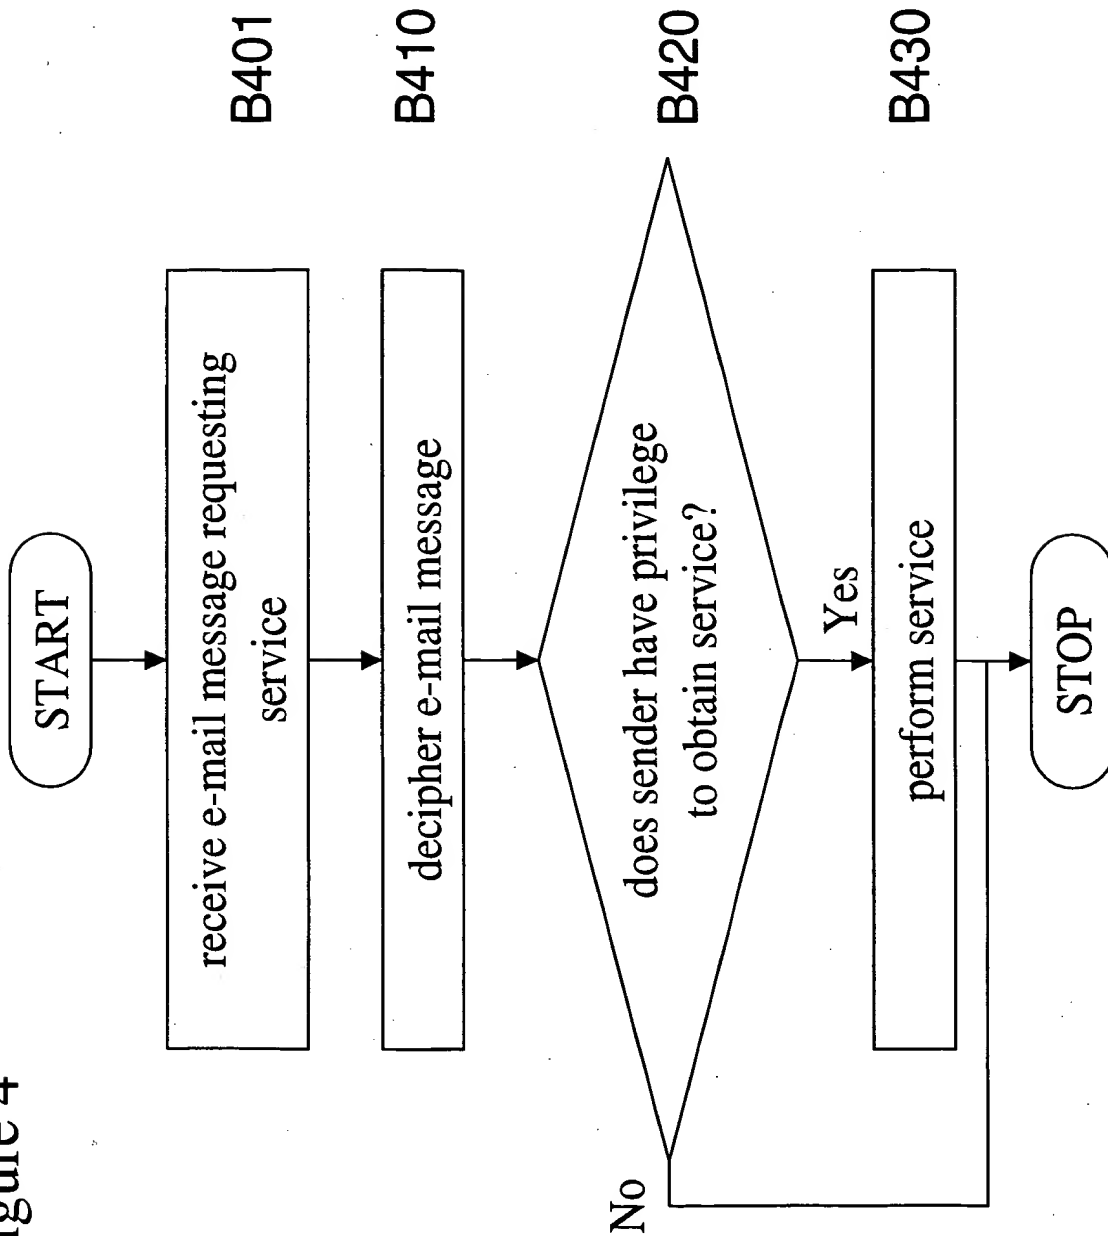 igure 4
START
receive e-mail message requesting
service
B401
decipher e-mail message
B410
does sender have privilege
to obtain service?
B420
No
Yes
perform service
B430
STOP